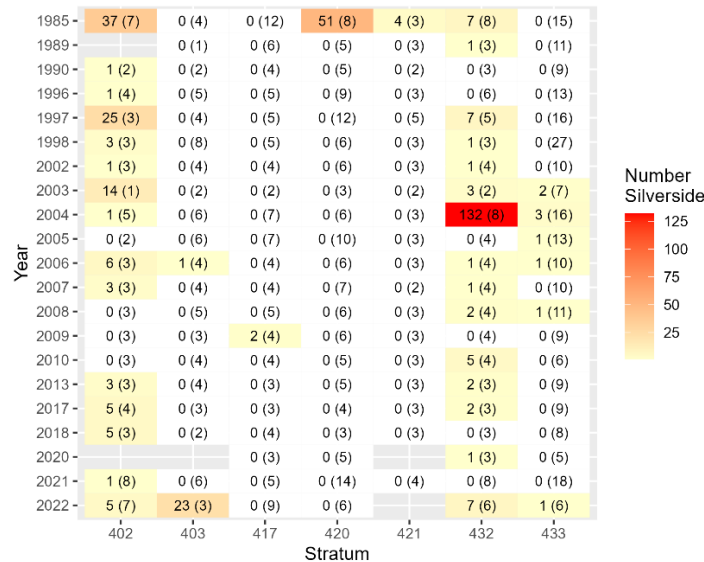 1985 37 (7) 0 (4) 0 (12) 51 (8) 4 (3) 7 (8) 0 (15)
1989 0 (1) 0 (6) 0 (5) 0 (3) 1 (3) 0 (11)
1990 1 (2) 0 (2) 0 (4) 0 (5) 0 (2) 0 (3) 0 (9)
1996 1 (4) 0 (5) 0 (5) 0 (9) 0 (3) 0 (6) 0 (13)
1997 25 (3) 0 (4) 0 (5) 0 (12) 0 (5) 7 (5) 0 (16)
1998 3 (3) 0 (8) 0 (5) 0 (6) 0 (3) 1 (3) 0 (27)
2002 1 (3) 0 (4) 0 (4) 0 (6) 0 (3) 1 (4) 0 (10)
2003 14 (1) 0 (2) 0 (2) 0 (3) 0 (2) 3 (2) 2 (7)
2004 1 (5) 0 (6) 0 (7) 0 (6) 0 (3) 132 (8) 3 (16)
2005 0 (2) 0 (6) 0 (7) 0 (10) 0 (3) 0 (4) 1 (13)
2006 6 (3) 1 (4) 0 (4) 0 (6) 0 (3) 1 (4) 1 (10)
2007 3 (3) 0 (4) 0 (4) 0 (7) 0 (2) 1 (4) 0 (10)
2008 0 (3) 0 (5) 0 (5) 0 (6) 0 (3) 2 (4) 1 (11)
2009 0 (3) 0 (3) 2 (4) 0 (6) 0 (3) 0 (4) 0 (9)
2010 0 (3) 0 (4) 0 (4) 0 (5) 0 (3) 5 (4) 0 (6)
2013 3 (3) 0 (4) 0 (3) 0 (5) 0 (3) 2 (3) 0 (9)
2017 5 (4) 0 (3) 0 (3) 0 (4) 0 (3) 2 (3) 0 (9)
2018 5 (3) 0 (2) 0 (4) 0 (3) 0 (3) 0 (3) 0 (8)
2020 0 (3) 0 (5) 1 (3) 0 (5)
2021 1 (8) 0 (6) 0 (5) 0 (14) 0 (4) 0 (8) 0 (18)
2022 5 (7) 23 (3) 0 (9) 0 (6) 7 (6) 1 (6)
402 403 417 420 421 432 433
Stratum
Year
Number
Silverside
125
100
75
50
25